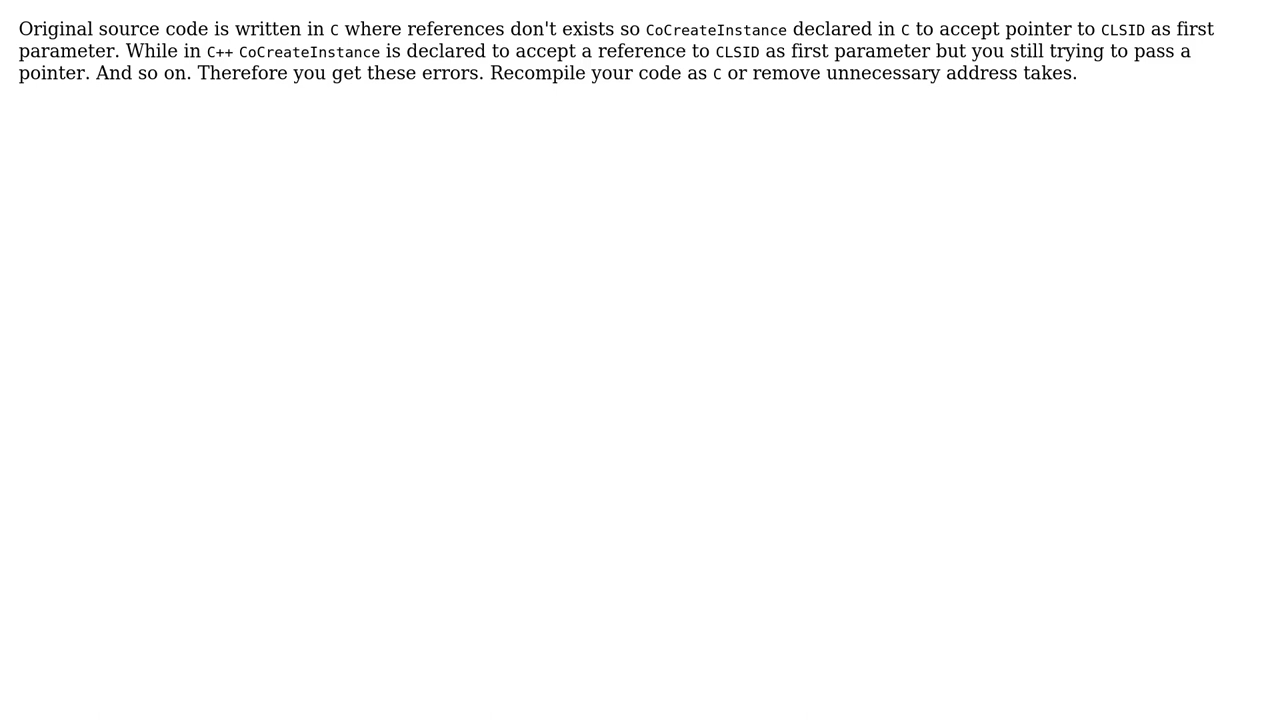 Original source code is written in C where references don't exists so CoCreateInstance declared in C to accept pointer to CLSID as first
parameter. While in C++ CoCreateInstance is declared to accept a reference to CLSID as first parameter but you still trying to pass a
pointer. And so on. Therefore you get these errors. Recompile your code as C or remove unnecessary address takes.